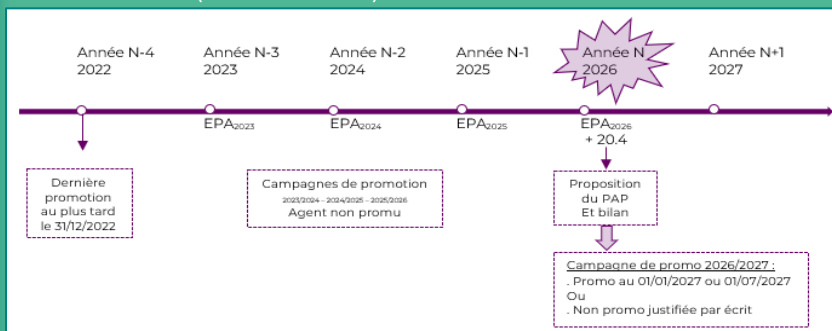 Année N-4
2022
Année N-3
2023
Année N-2
2024
Année N-1
2025
Année N
2026
Année N+1
2027
EPA2023
EPA2024
EPA2025
EPA2026
+ 20.4
Dernière
promotion
au plus tard
le 31/12/2022
Campagnes de promotion
2023/2024 – 2024/2025 – 2025/2026
Agent non promu
Proposition
du PAP
Et bilan
Campagne de promo 2026/2027 :
. Promo au 01/01/2027 ou 01/07/2027
Ou
. Non promo justifiée par écrit